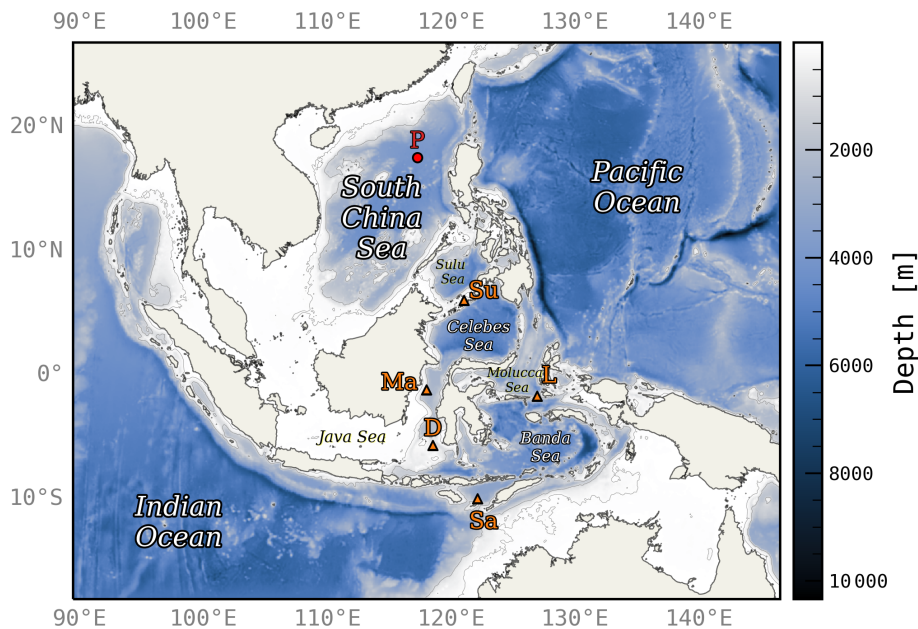 90°E 100°E 110°E 120°E 130°E 140°E
20°N
10°N
0°
10°S
P
South
China
Sea
Pacific
Ocean
Sulu
Sea
Su
Celebes
Sea
Molucca
Sea
L
Ma
D
Java Sea
Banda
Sea
Sa
Indian
Ocean
90°E 100°E 110°E 120°E 130°E 140°E
2000
4000
6000
8000
10 000
Depth [m]